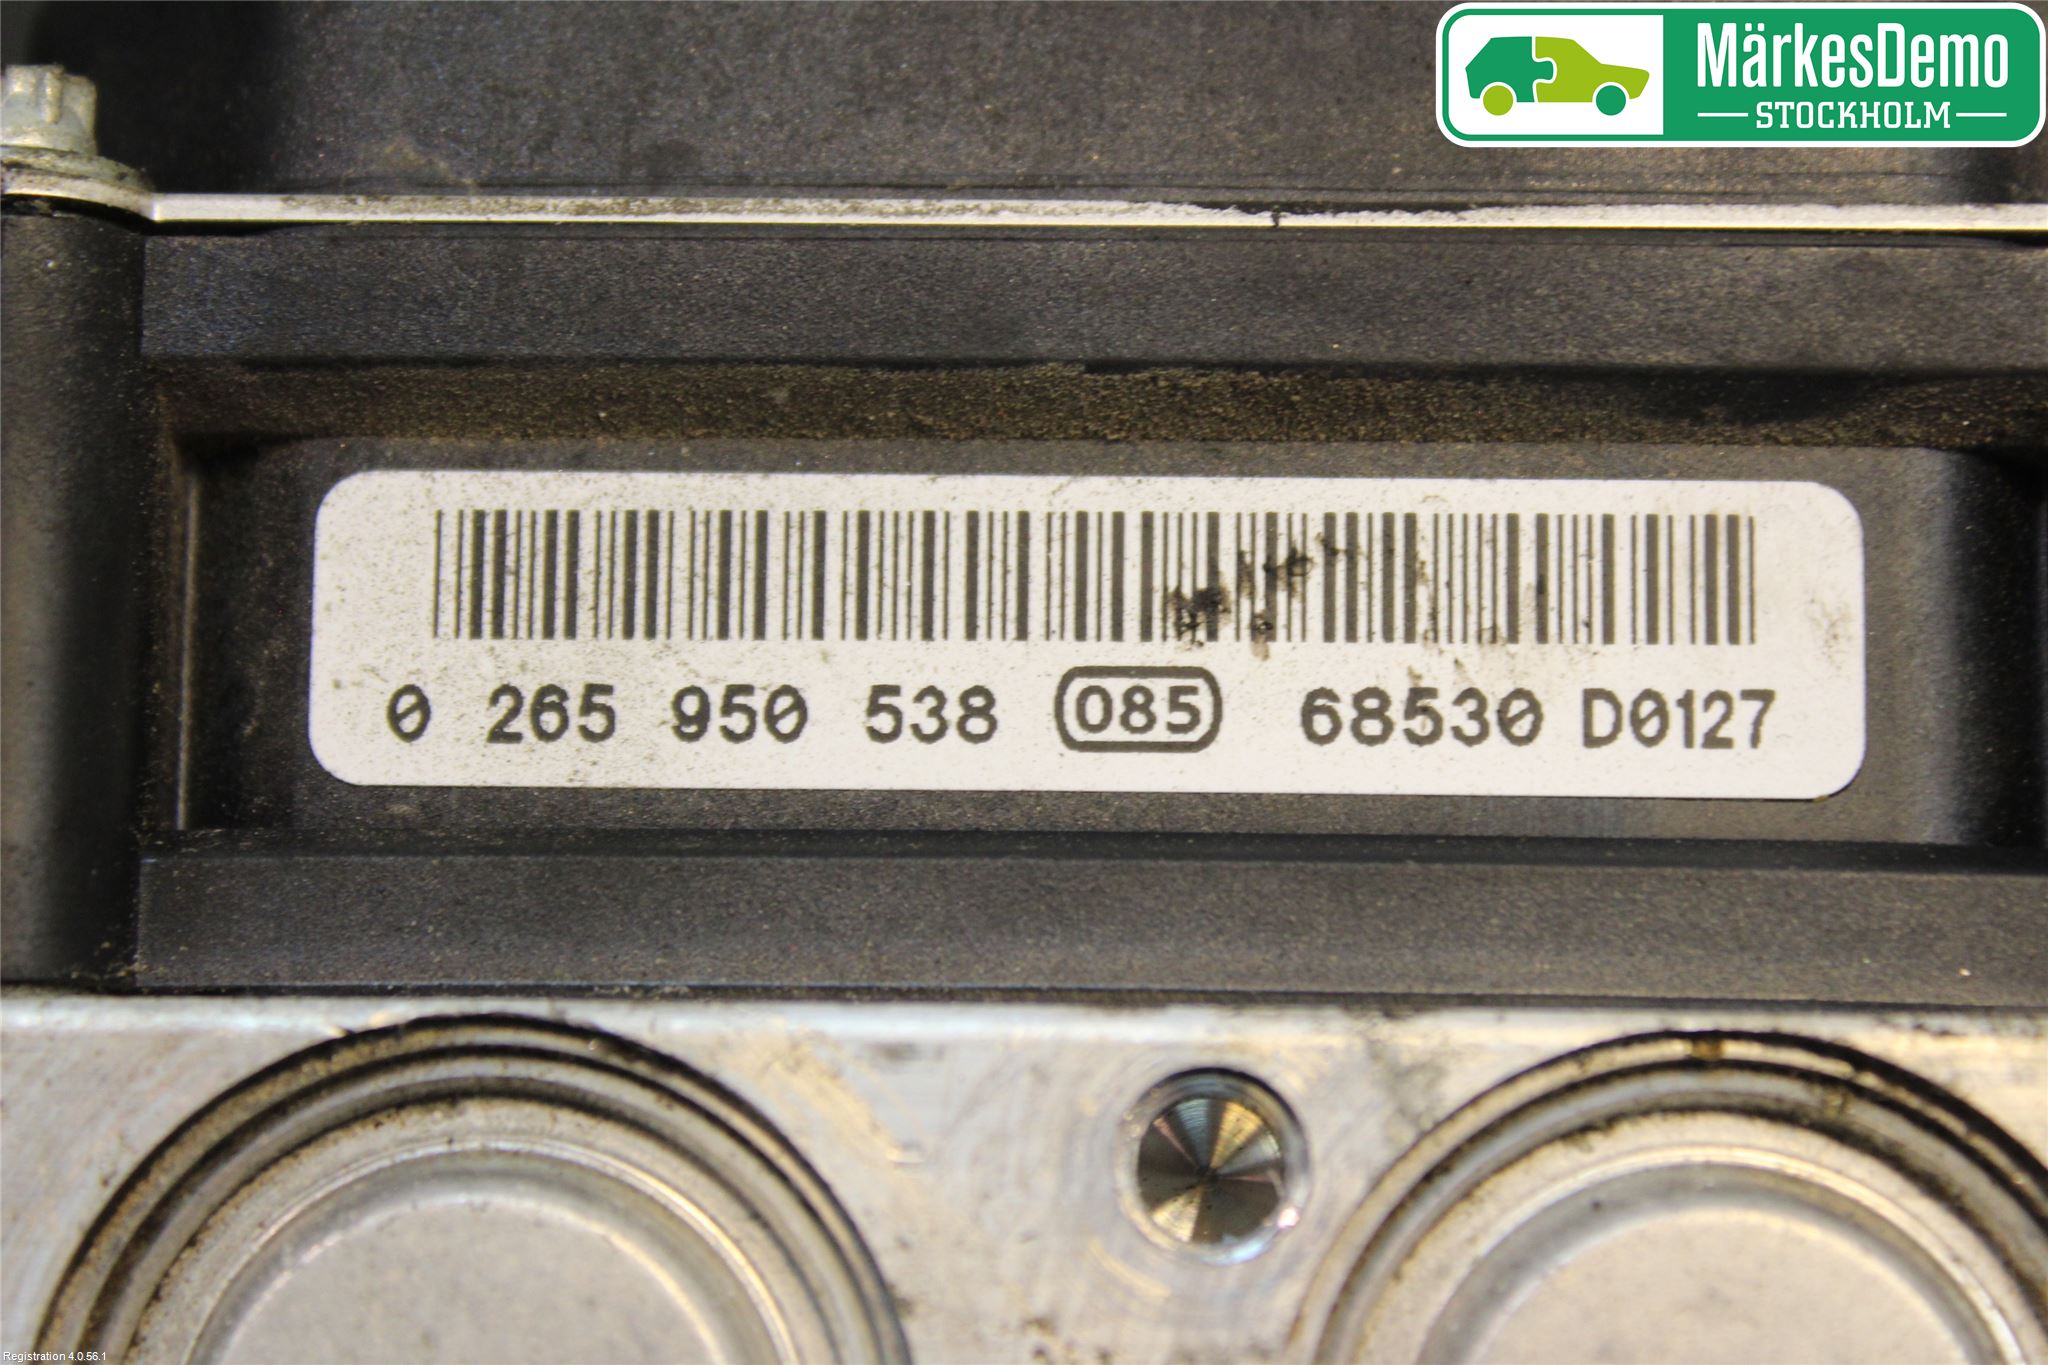 MärkesDemo
STOCKHOLM
0 265 950 538 085 68530 D0127
Registration 4.0.56.1